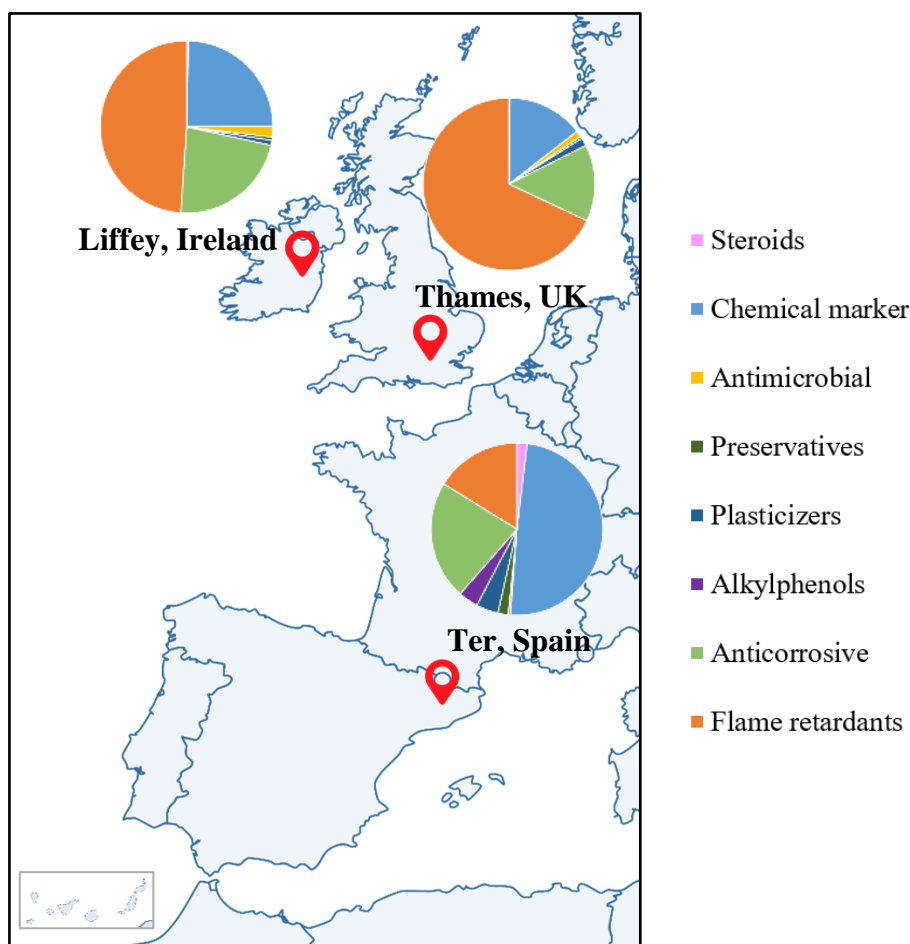 Liffey, Ireland
Thames, UK
Ter, Spain
Steroids
Chemical marker
Antimicrobial
Preservatives
Plasticizers
Alkylphenols
Anticorrosive
Flame retardants